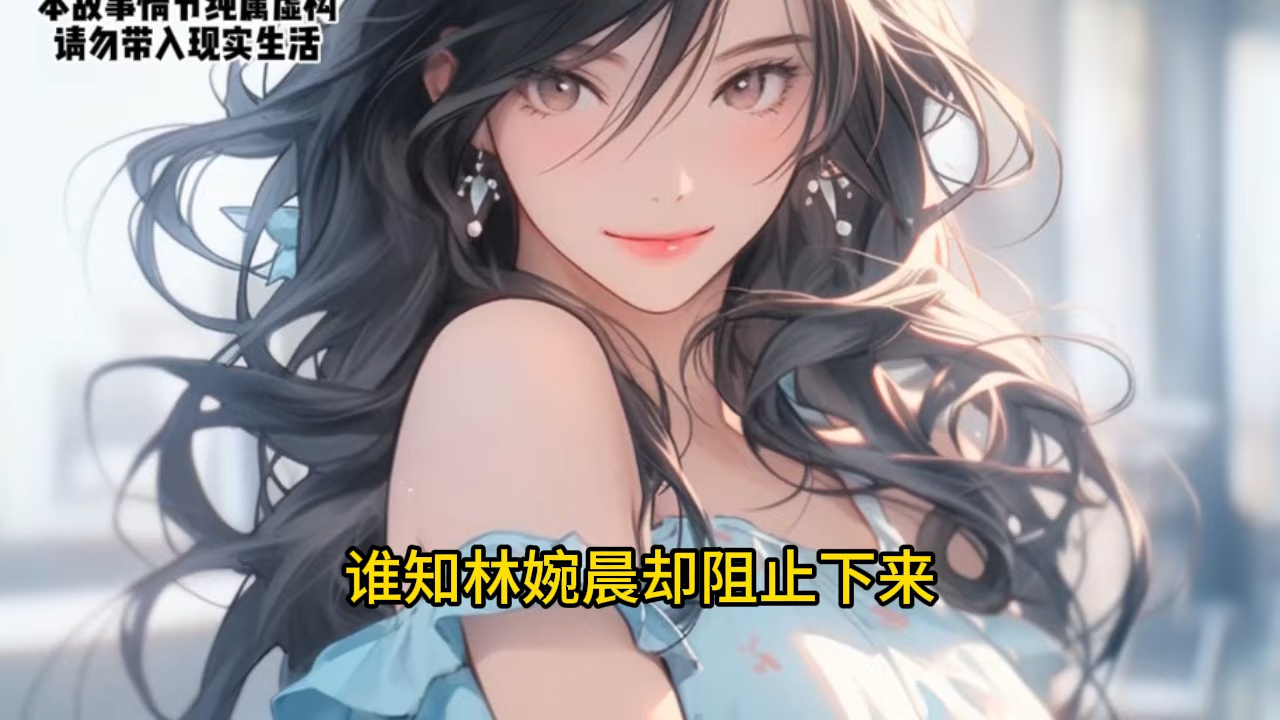 本故事情节纯属虚构
请勿带入现实生活
谁知林婉晨却阻止下来